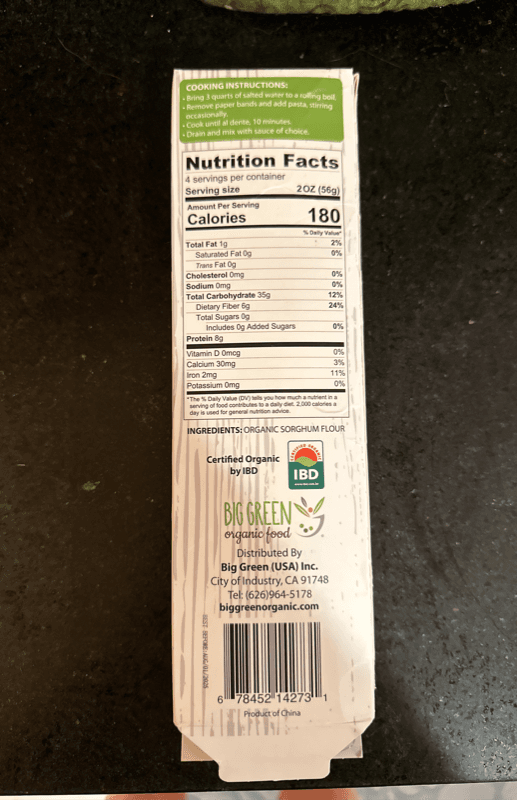 COOKING INSTRUCTIONS:
• Bring 3 quarts of salted water to a rolling boil.
• Remove paper bands and add pasta, stirring
occasionally.
• Cook until al dente, 10 minutes.
• Drain and mix with sauce of choice.
Nutrition Facts
4 servings per container
Serving size 2OZ (56g)
Amount Per Serving
Calories 180
% Daily Value*
Total Fat 1g 2%
Saturated Fat 0g 0%
Trans Fat 0g
Cholesterol 0mg 0%
Sodium 0mg 0%
Total Carbohydrate 35g 12%
Dietary Fiber 6g 24%
Total Sugars 0g
Includes 0g Added Sugars 0%
Protein 8g
Vitamin D 0mcg 0%
Calcium 30mg 3%
Iron 2mg 11%
Potassium 0mg 0%
*The % Daily Value (DV) tells you how much a nutrient in a
serving of food contributes to a daily diet. 2,000 calories a
day is used for general nutrition advice.
INGREDIENTS: ORGANIC SORGHUM FLOUR
Certified Organic
by IBD
CERTIFIED ORGANIC
IBD
BIG GREEN
organic food
Distributed By
Big Green (USA) Inc.
City of Industry, CA 91748
Tel: (626)964-5178
biggreenorganic.com
BEST BEFORE:
6 78452 14273 1
Product of China